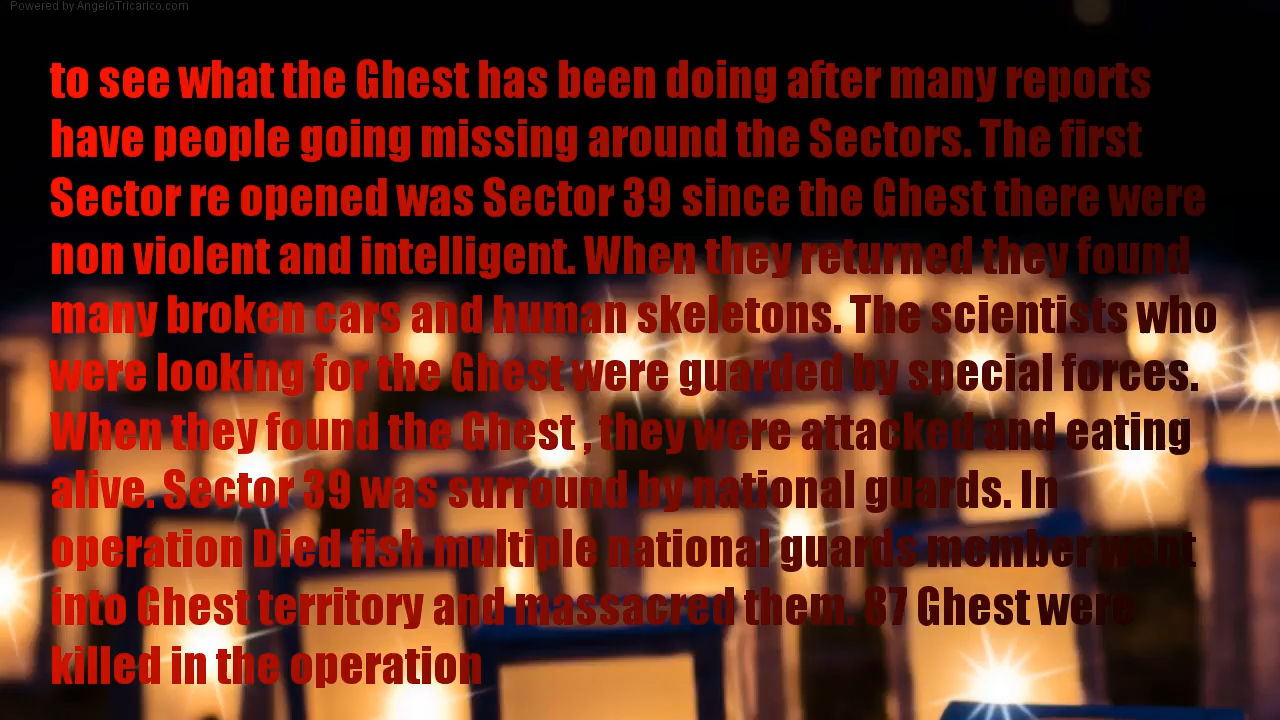 Powered by AngeloTricarico.com
to see what the Ghest has been doing after many reports
have people going missing around the Sectors. The first
Sector re opened was Sector 39 since the Ghest there were
non violent and intelligent. When they returned they found
many broken cars and human skeletons. The scientists who
were looking for the Ghest were guarded by special forces.
When they found the Ghest , they were attacked and eating
alive. Sector 39 was surround by national guards. In
operation Died fish multiple national guards member went
into Ghest territory and massacred them. 87 Ghest were
killed in the operation